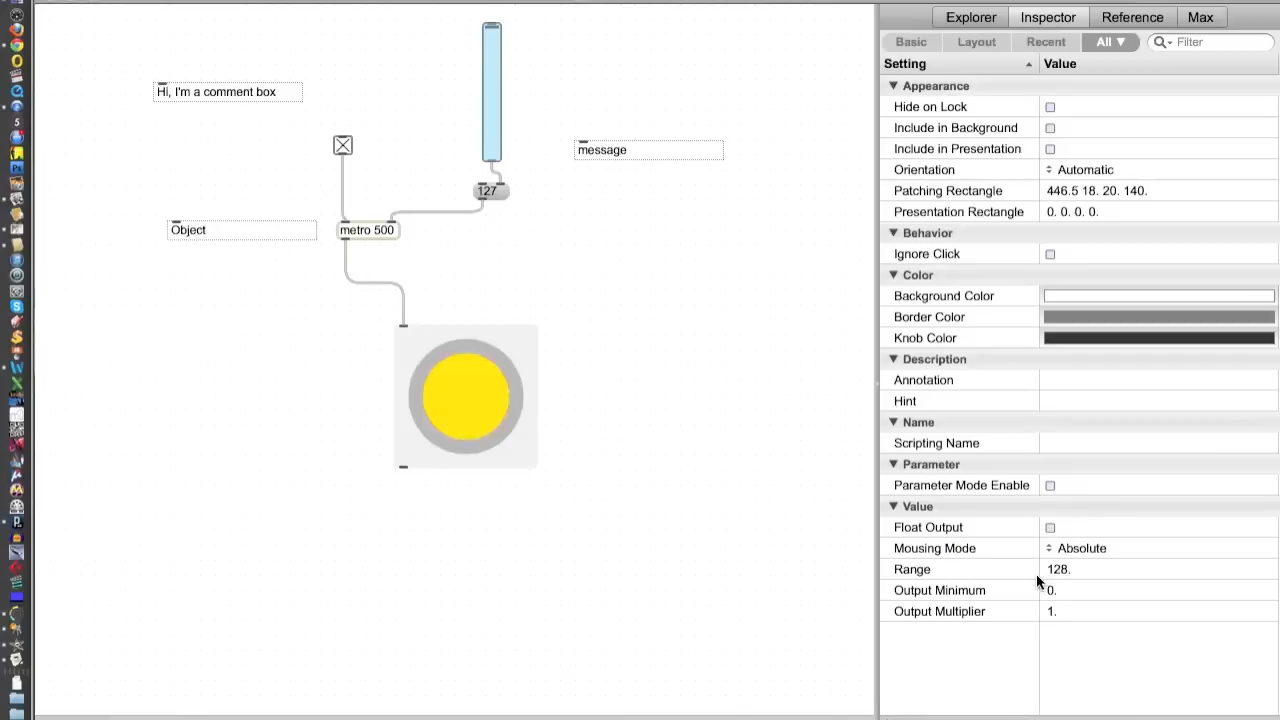 Explorer
Inspector
Reference
Max
Basic
Layout
Recent
All ▼
Filter
Setting
Value
Hi, I'm a comment box
message
127
Object
metro 500
Appearance
Hide on Lock
Include in Background
Include in Presentation
Orientation Automatic
Patching Rectangle 446.5 18. 20. 140.
Presentation Rectangle 0. 0. 0. 0.
Behavior
Ignore Click
Color
Background Color
Border Color
Knob Color
Description
Annotation
Hint
Name
Scripting Name
Parameter
Parameter Mode Enable
Value
Float Output
Mousing Mode Absolute
Range 128.
Output Minimum 0.
Output Multiplier 1.